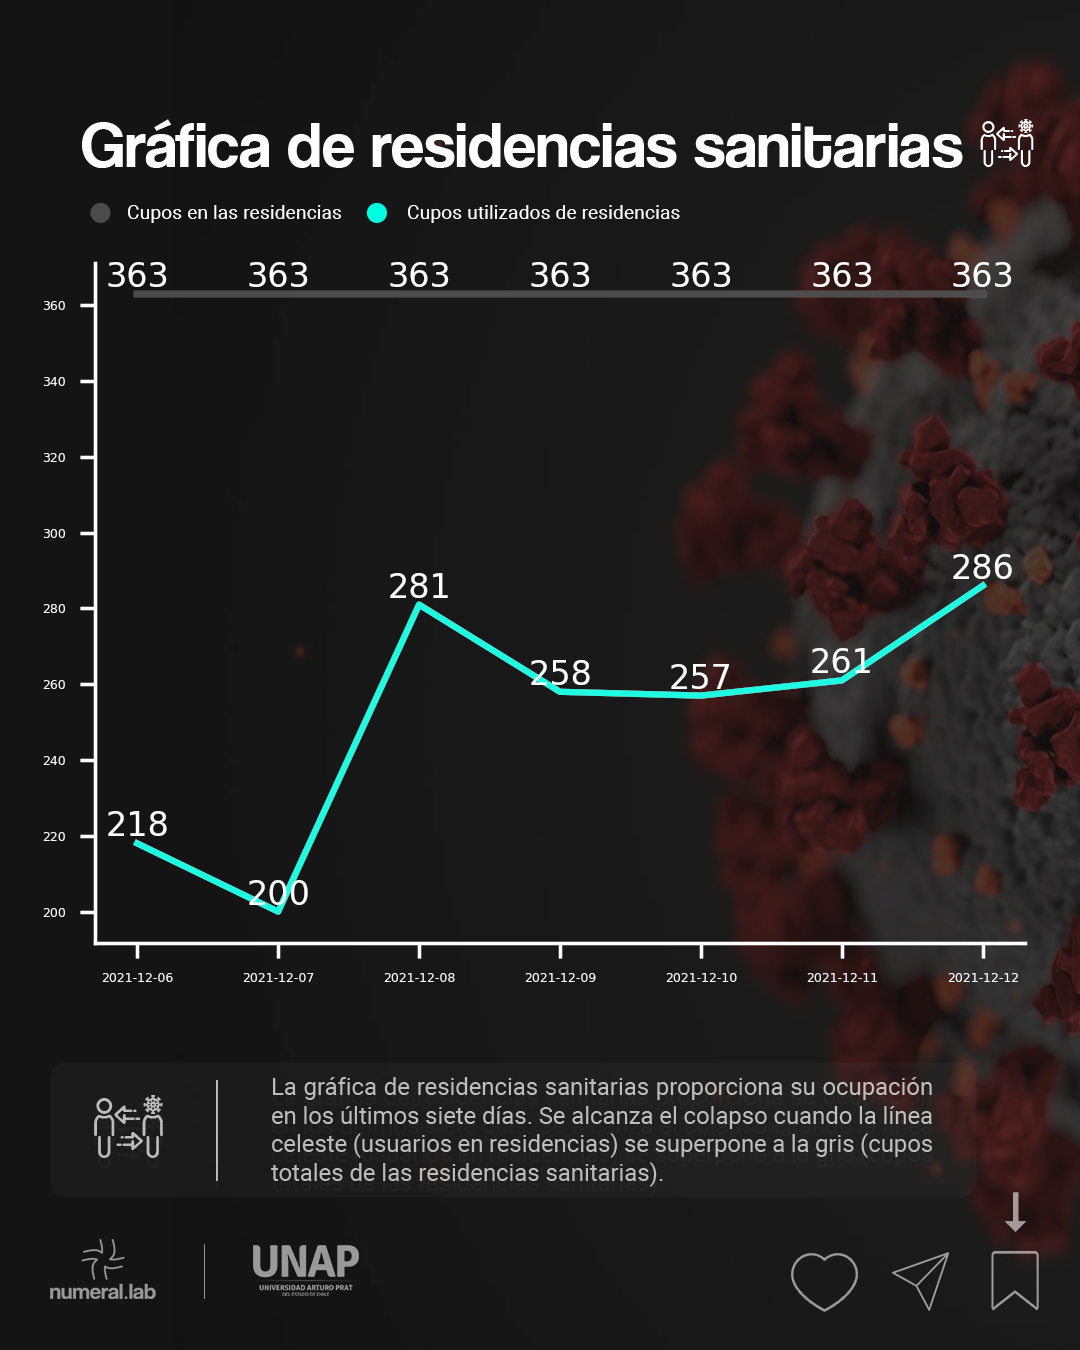 Gráfica de residencias sanitarias
Cupos en las residencias Cupos utilizados de residencias
363 363 363 363 363 363 363
360
340
320
300
286
281
280
261
258 257
260
240
218
220
200
200
2021-12-06 2021-12-07 2021-12-08 2021-12-09 2021-12-10 2021-12-11 2021-12-12
La gráfica de residencias sanitarias proporciona su ocupación
en los últimos siete días. Se alcanza el colapso cuando la línea
celeste (usuarios en residencias) se superpone a la gris (cupos
totales de las residencias sanitarias).
numeral.lab
UNAP
UNIVERSIDAD ARTURO PRAT
DEL ESTADO DE CHILE